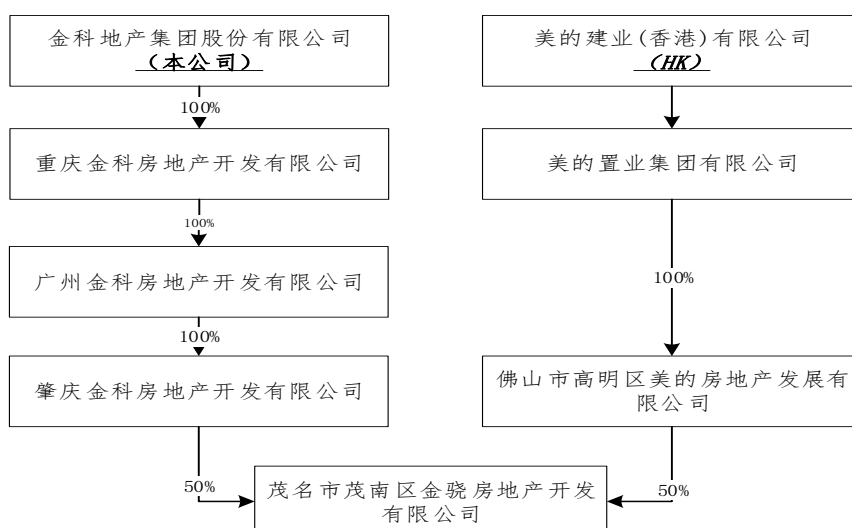 金科地产集团股份有限公司
（本公司）
美的建业(香港)有限公司
（HK）
100%
重庆金科房地产开发有限公司
美的置业集团有限公司
100%
广州金科房地产开发有限公司
100%
100%
肇庆金科房地产开发有限公司
佛山市高明区美的房地产发展有
限公司
50%
茂名市茂南区金骁房地产开发
有限公司
50%